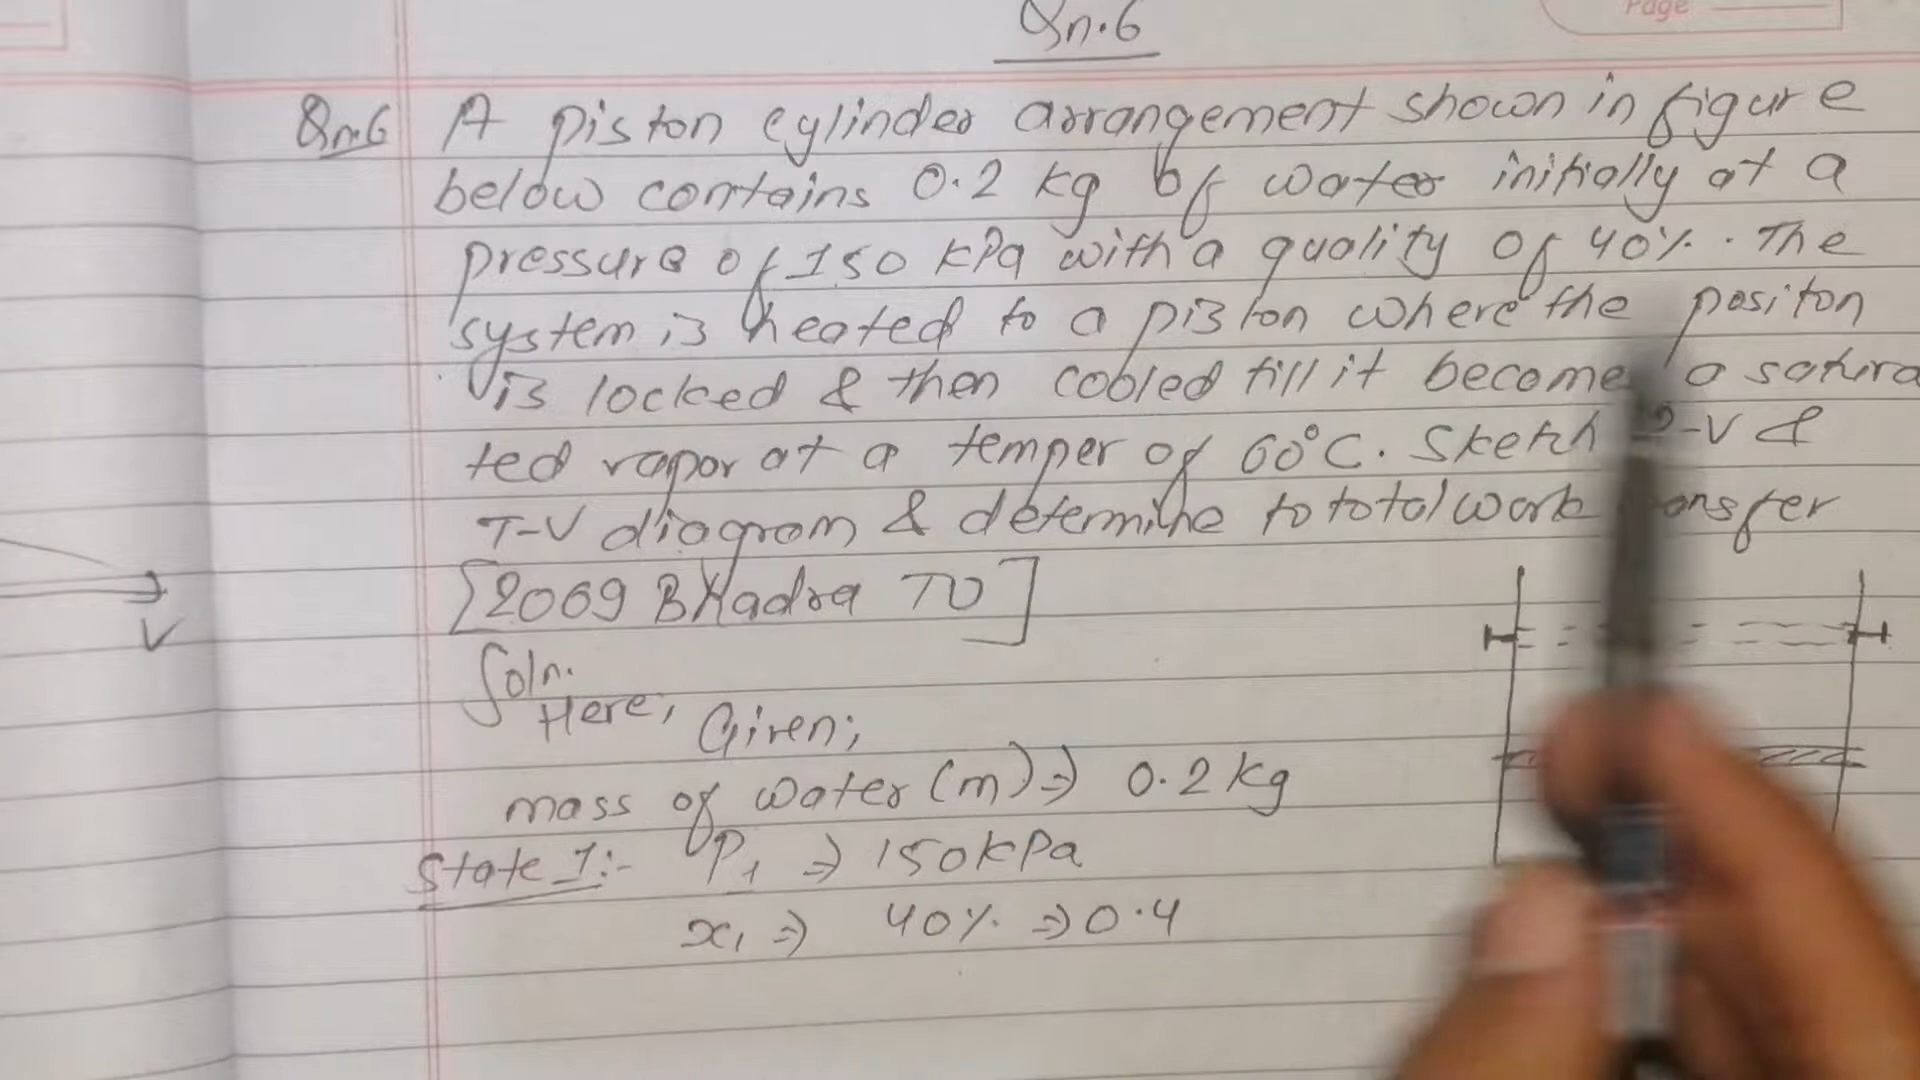 Page
Qn.6
Qn.6 A piston cylinder arrangement shown in figure
below contains 0.2 kg of water initially at a
pressure of 150 kPa with a quality of 40%. The
system is heated to a piston where the positon
is locked & then cooled till it become a satura
ted vapor at a temper of 60°C. Sketch P-V &
T-V diagram & determine to total work
[2069 BHadra TU]
Soln.
Here, Given;
mass of water (m) ⇒ 0.2 kg
State 1:- P₁ ⇒ 150 kPa
x₁ ⇒ 40% ⇒ 0.4
V